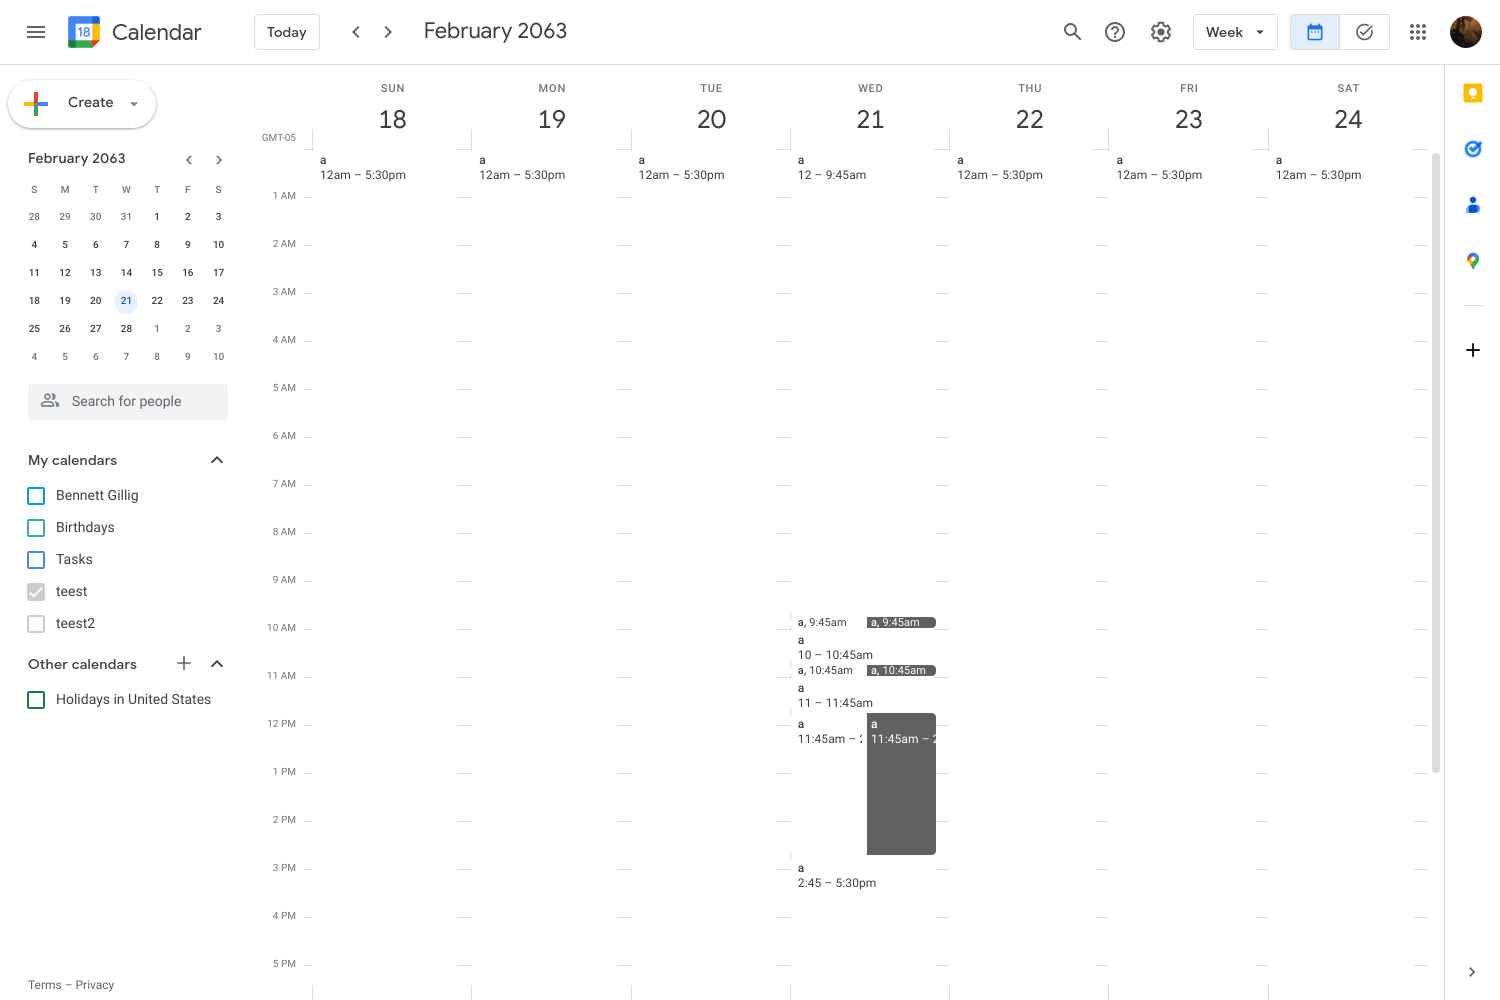 18 Calendar Today February 2063 Week
Create
SUN MON TUE WED THU FRI SAT
18 19 20 21 22 23 24
GMT-05
February 2063
S M T W T F S
28 29 30 31 1 2 3
4 5 6 7 8 9 10
11 12 13 14 15 16 17
18 19 20 21 22 23 24
25 26 27 28 1 2 3
4 5 6 7 8 9 10
Search for people
My calendars
Bennett Gillig
Birthdays
Tasks
teest
teest2
Other calendars
Holidays in United States
Terms – Privacy
a a a a a a a
12am – 5:30pm 12am – 5:30pm 12am – 5:30pm 12 – 9:45am 12am – 5:30pm 12am – 5:30pm 12am – 5:30pm
1 AM
2 AM
3 AM
4 AM
5 AM
6 AM
7 AM
8 AM
9 AM
a, 9:45am a, 9:45am
10 AM
a
10 – 10:45am
a, 10:45am a, 10:45am
11 AM
a
11 – 11:45am
12 PM a a
11:45am – 2 11:45am – 2
1 PM
2 PM
3 PM a
2:45 – 5:30pm
4 PM
5 PM